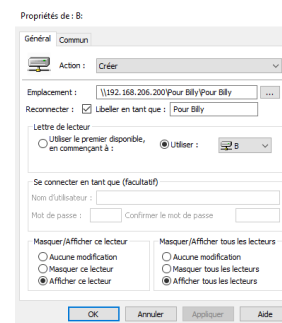 Propriétés de : B:
Général Commun
Action : Créer
Emplacement : \\192.168.206.200\Pour Billy\Pour Billy ...
Reconnecter : Libeller en tant que : Pour Billy
Lettre de lecteur
Utiliser le premier disponible, en commençant à : Utiliser : B
Se connecter en tant que (facultatif)
Nom d'utilisateur :
Mot de passe : Confirmer le mot de passe
Masquer/Afficher ce lecteur Masquer/Afficher tous les lecteurs
Aucune modification Aucune modification
Masquer ce lecteur Masquer tous les lecteurs
Afficher ce lecteur Afficher tous les lecteurs
OK Annuler Appliquer Aide